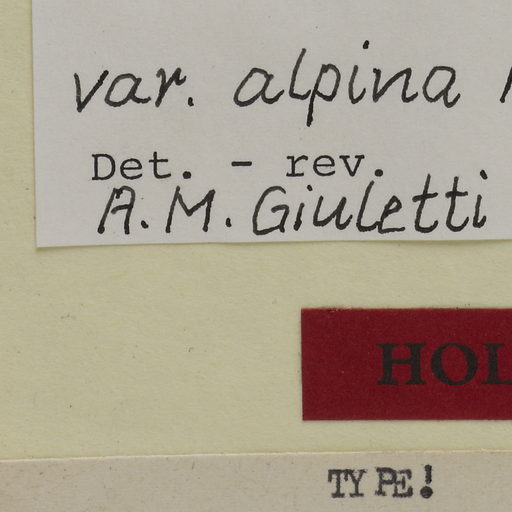 var. alpina
Det. - rev.
A. M. Giuletti
HOL
TYPE!